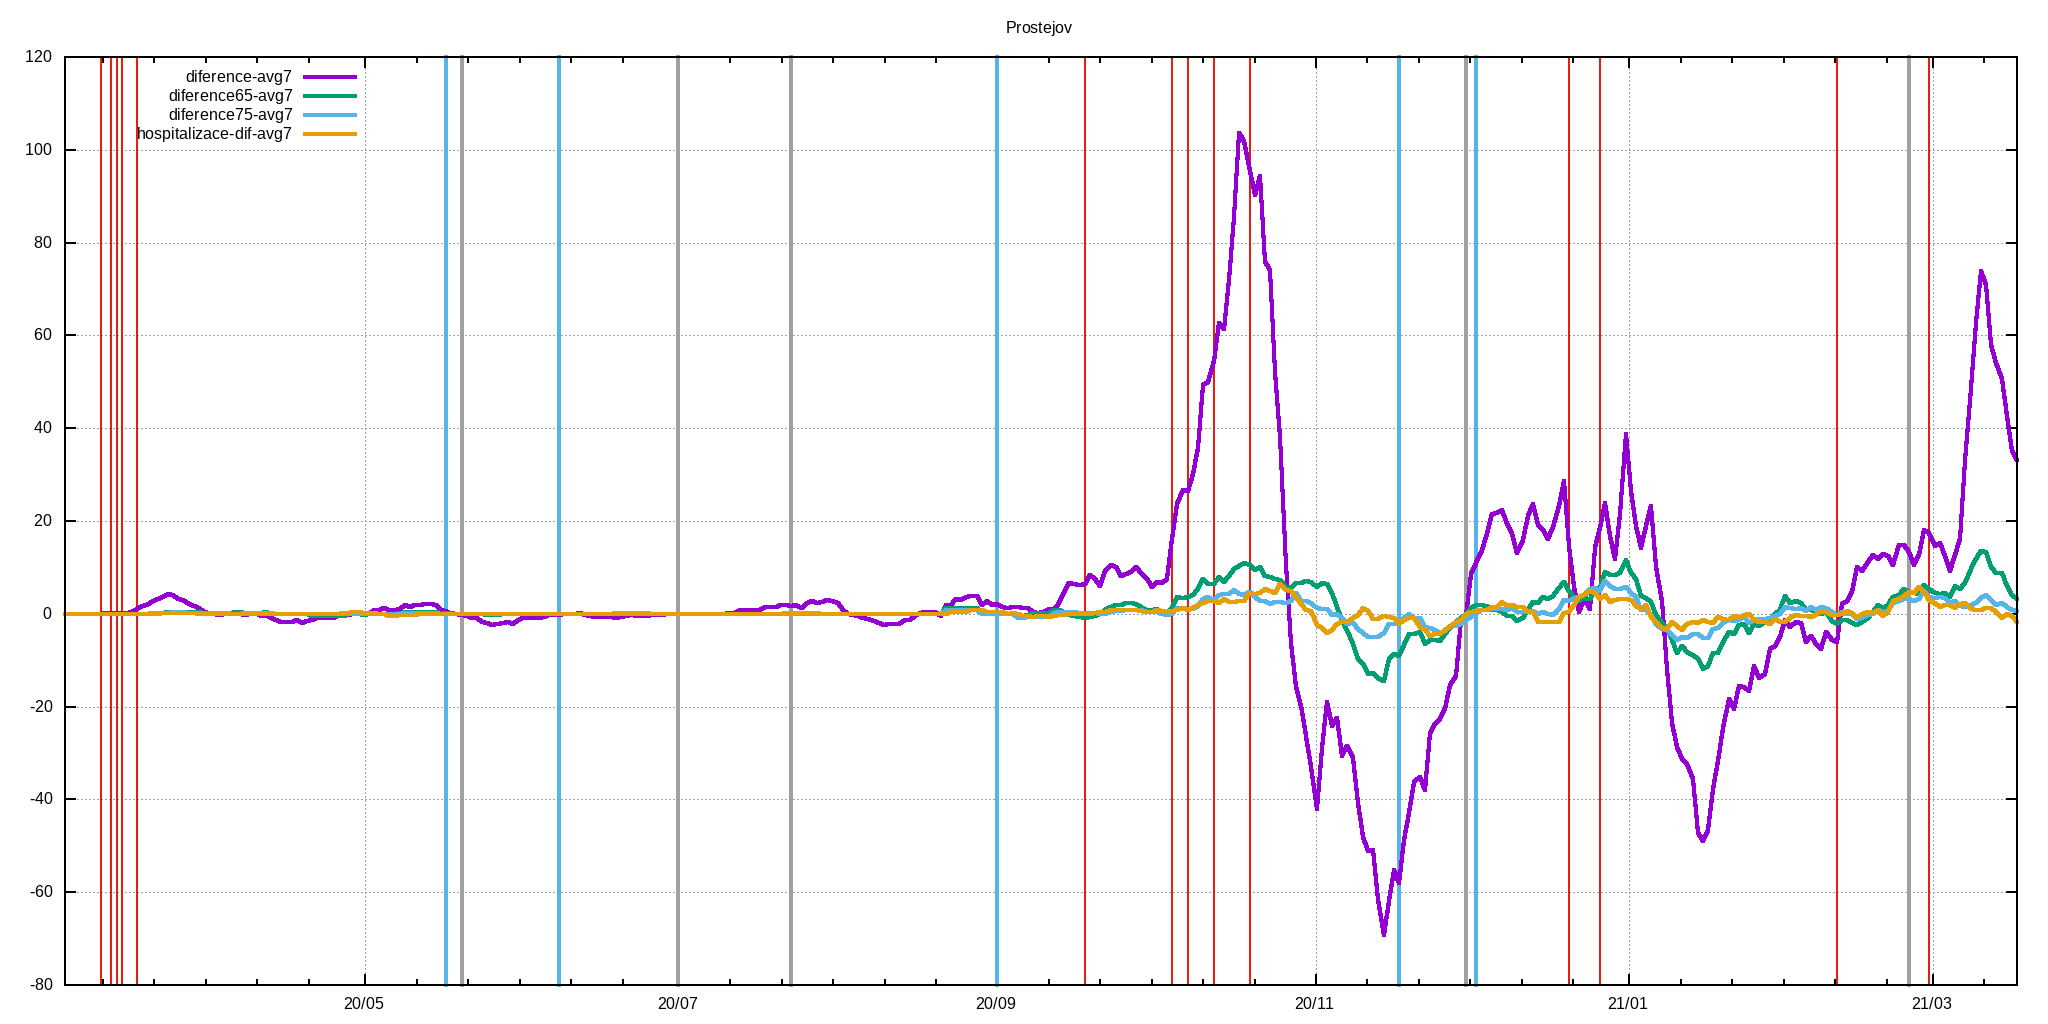 Prostejov
120
100
80
60
40
20
0
-20
-40
-60
-80
diference-avg7
diference65-avg7
diference75-avg7
hospitalizace-dif-avg7
20/05 20/07 20/09 20/11 21/01 21/03